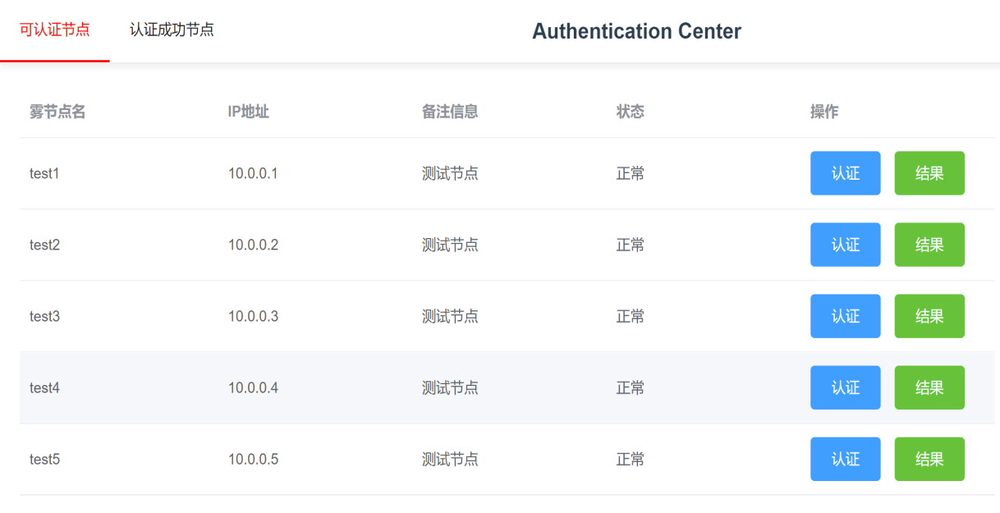 可认证节点 认证成功节点 Authentication Center
雾节点名 IP地址 备注信息 状态 操作
test1 10.0.0.1 测试节点 正常 认证 结果
test2 10.0.0.2 测试节点 正常 认证 结果
test3 10.0.0.3 测试节点 正常 认证 结果
test4 10.0.0.4 测试节点 正常 认证 结果
test5 10.0.0.5 测试节点 正常 认证 结果